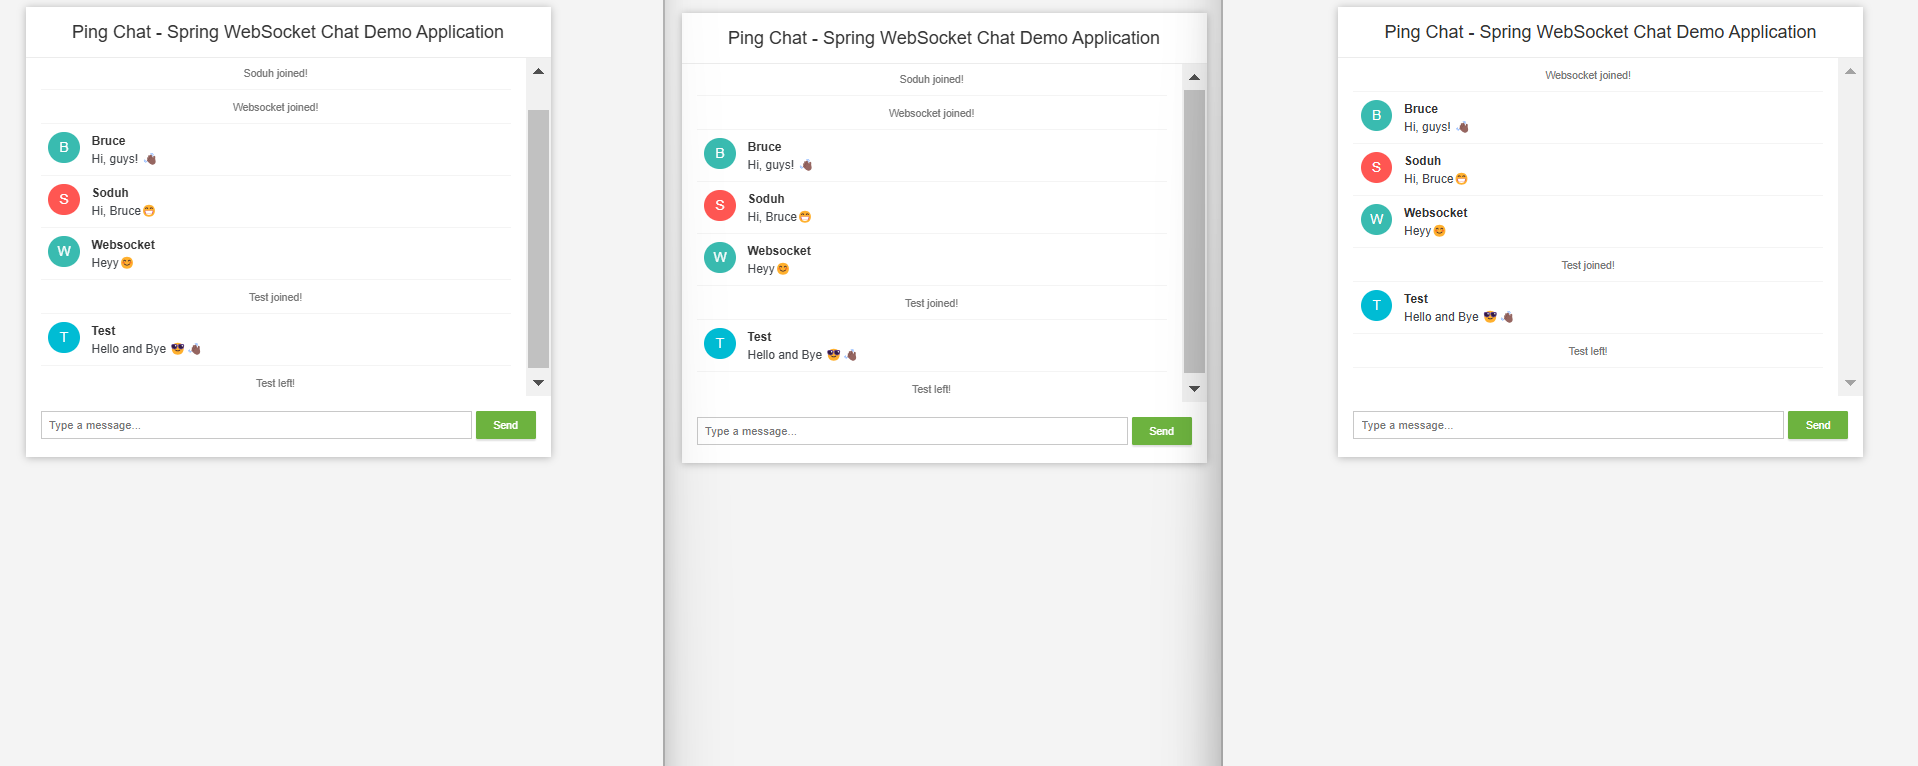 Ping Chat - Spring WebSocket Chat Demo Application
Soduh joined!
Websocket joined!
B
Bruce
Hi, guys! 👋🏾
S
Soduh
Hi, Bruce😁
W
Websocket
Heyy😊
Test joined!
T
Test
Hello and Bye 😎👋🏾
Test left!
Type a message...
Send
Ping Chat - Spring WebSocket Chat Demo Application
Soduh joined!
Websocket joined!
B
Bruce
Hi, guys! 👋🏾
S
Soduh
Hi, Bruce😁
W
Websocket
Heyy😊
Test joined!
T
Test
Hello and Bye 😎👋🏾
Test left!
Type a message...
Send
Ping Chat - Spring WebSocket Chat Demo Application
Websocket joined!
B
Bruce
Hi, guys! 👋🏾
S
Soduh
Hi, Bruce😁
W
Websocket
Heyy😊
Test joined!
T
Test
Hello and Bye 😎👋🏾
Test left!
Type a message...
Send